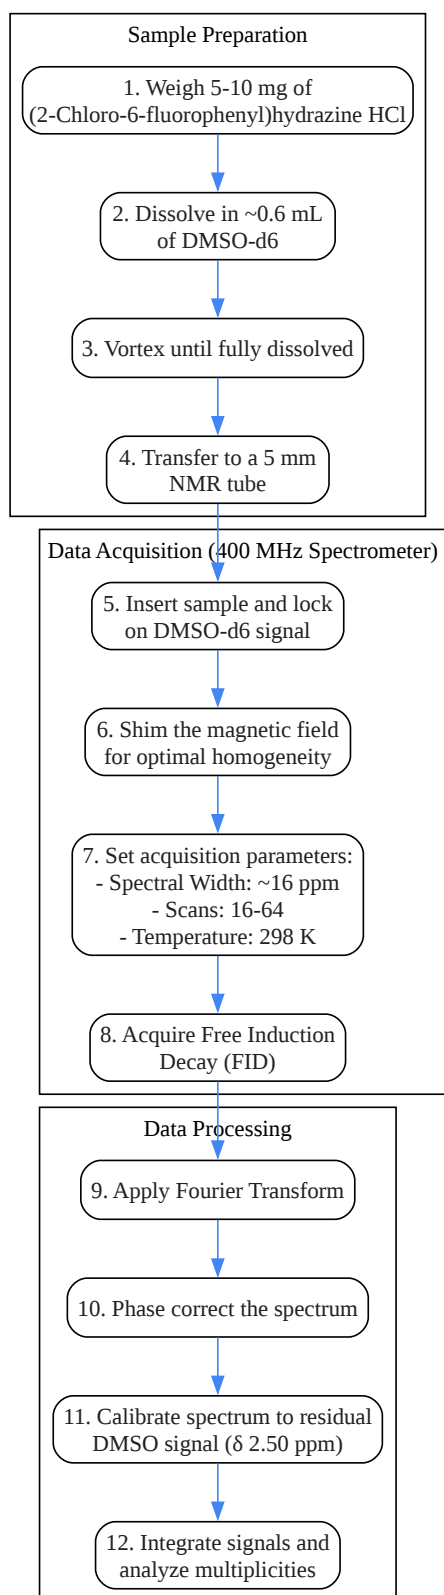 Sample Preparation
1. Weigh 5-10 mg of
(2-Chloro-6-fluorophenyl)hydrazine HCl
2. Dissolve in ~0.6 mL
of DMSO-d6
3. Vortex until fully dissolved
4. Transfer to a 5 mm
NMR tube
Data Acquisition (400 MHz Spectrometer)
5. Insert sample and lock
on DMSO-d6 signal
6. Shim the magnetic field
for optimal homogeneity
7. Set acquisition parameters:
- Spectral Width: ~16 ppm
- Scans: 16-64
- Temperature: 298 K
8. Acquire Free Induction
Decay (FID)
Data Processing
9. Apply Fourier Transform
10. Phase correct the spectrum
11. Calibrate spectrum to residual
DMSO signal (δ 2.50 ppm)
12. Integrate signals and
analyze multiplicities